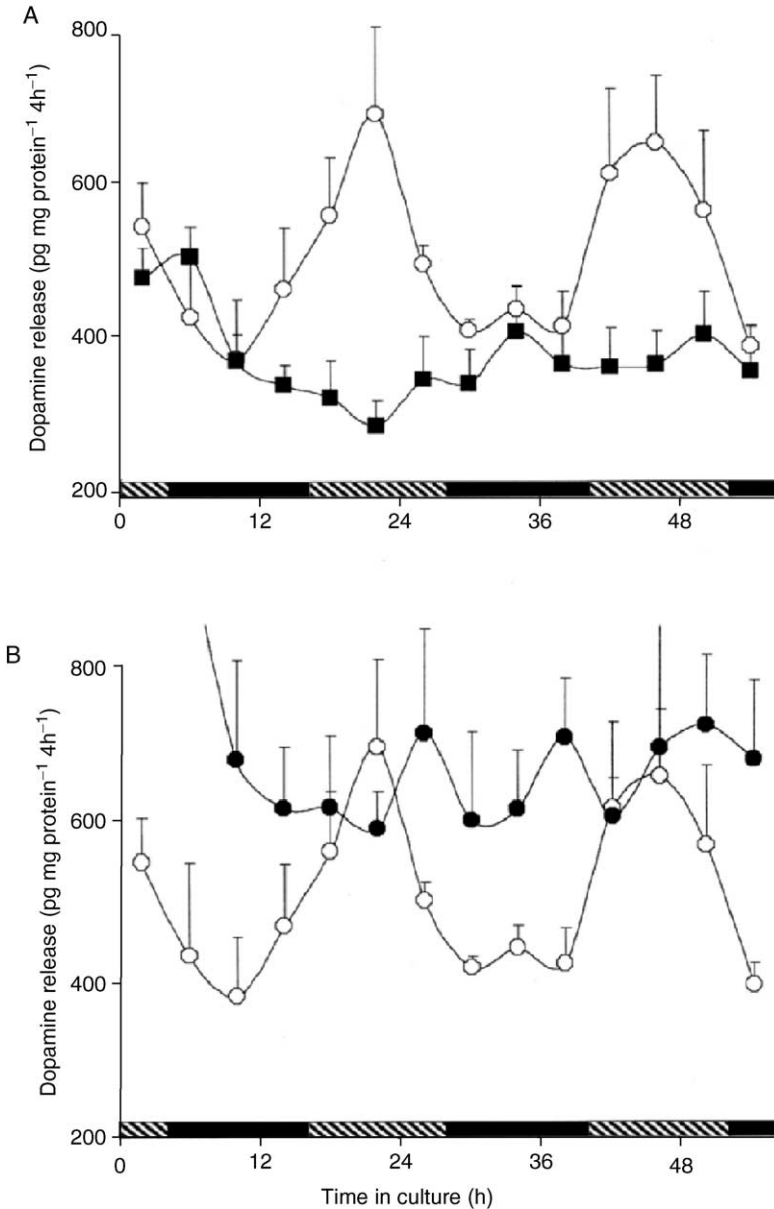 A
800
600
400
200
Dopamine release (pg mg protein⁻¹ 4h⁻¹)
0 12 24 36 48
B
800
600
400
200
Dopamine release (pg mg protein⁻¹ 4h⁻¹)
0 12 24 36 48
Time in culture (h)